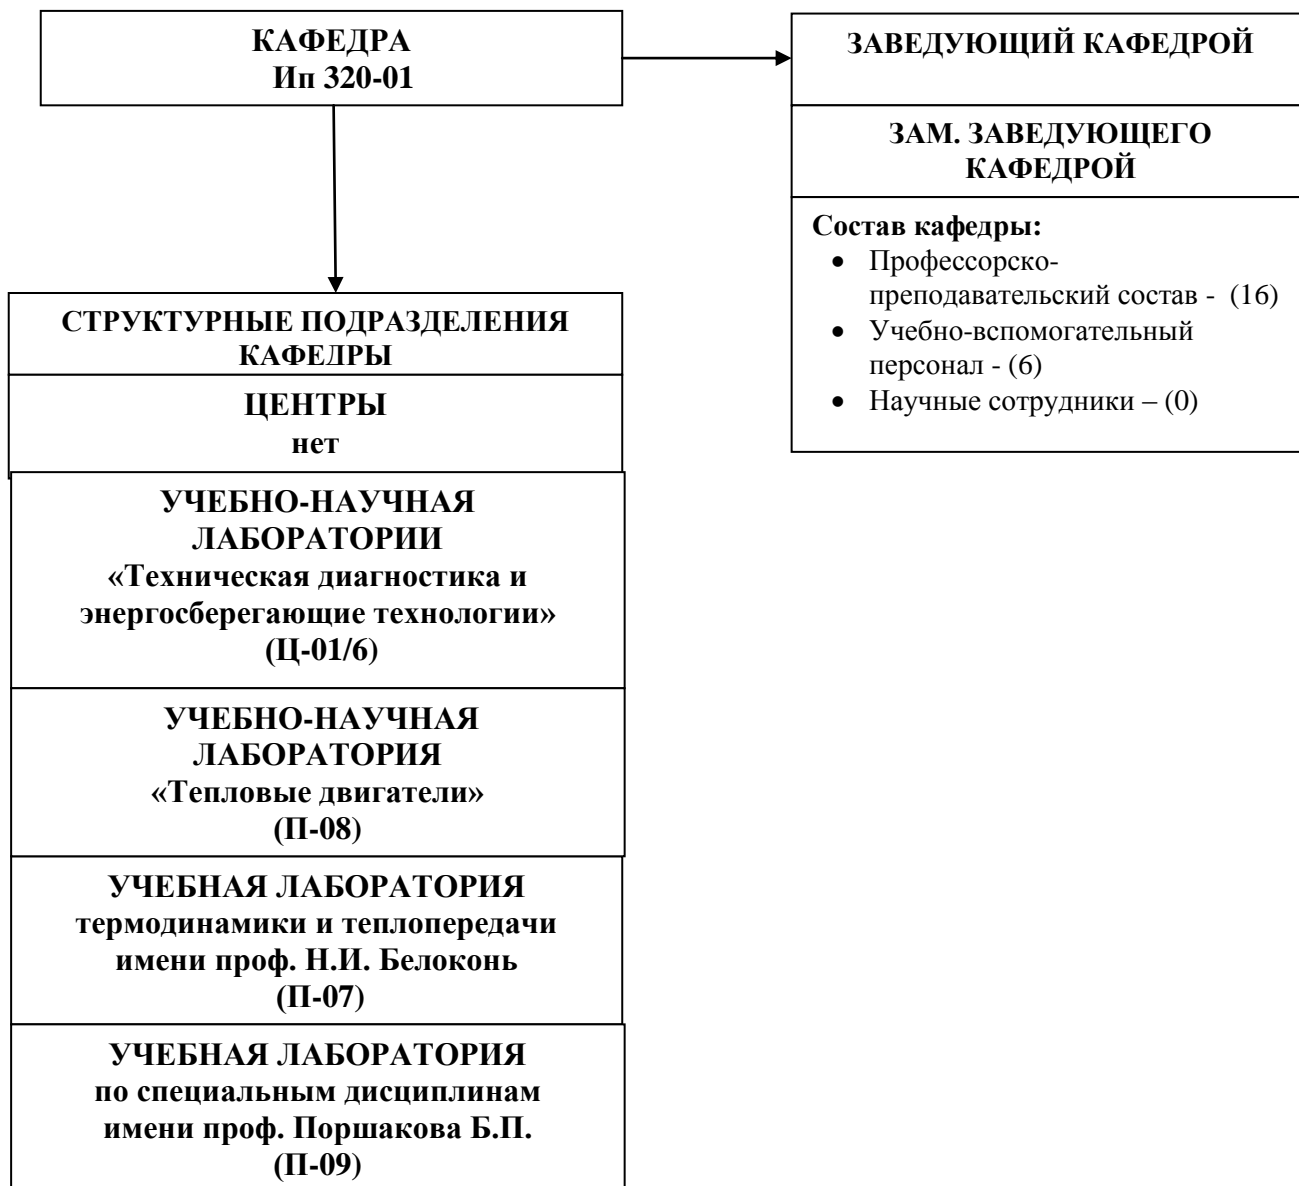 КАФЕДРА
Ип 320-01
ЗАВЕДУЮЩИЙ КАФЕДРОЙ
ЗАМ. ЗАВЕДУЮЩЕГО
КАФЕДРОЙ
Состав кафедры:
• Профессорско-
преподавательский состав - (16)
• Учебно-вспомогательный
персонал - (6)
• Научные сотрудники – (0)
СТРУКТУРНЫЕ ПОДРАЗДЕЛЕНИЯ
КАФЕДРЫ
ЦЕНТРЫ
нет
УЧЕБНО-НАУЧНАЯ
ЛАБОРАТОРИИ
«Техническая диагностика и
энергосберегающие технологии»
(Ц-01/6)
УЧЕБНО-НАУЧНАЯ
ЛАБОРАТОРИЯ
«Тепловые двигатели»
(П-08)
УЧЕБНАЯ ЛАБОРАТОРИЯ
термодинамики и теплопередачи
имени проф. Н.И. Белоконь
(П-07)
УЧЕБНАЯ ЛАБОРАТОРИЯ
по специальным дисциплинам
имени проф. Поршакова Б.П.
(П-09)